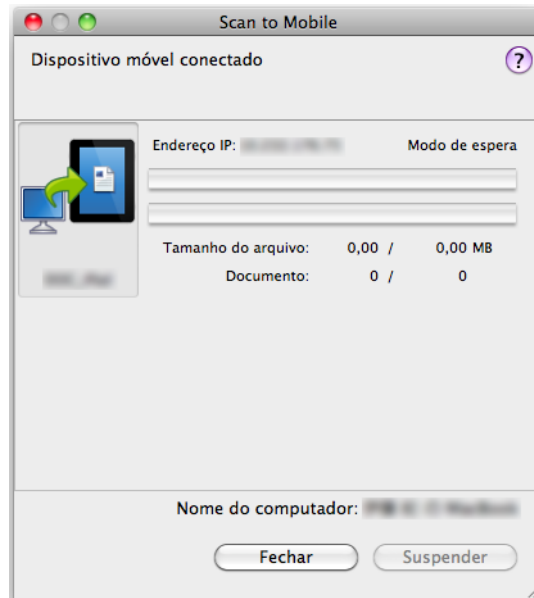 Scan to Mobile
Dispositivo móvel conectado
?
Endereço IP:
Modo de espera
Tamanho do arquivo: 0,00 / 0,00 MB
Documento: 0 / 0
Nome do computador:
Fechar Suspender